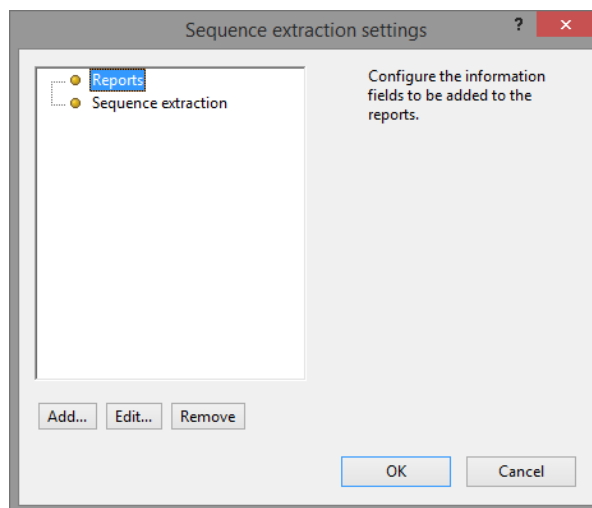 Sequence extraction settings
?
x
Reports
Sequence extraction
Configure the information
fields to be added to the
reports.
Add...
Edit...
Remove
OK
Cancel